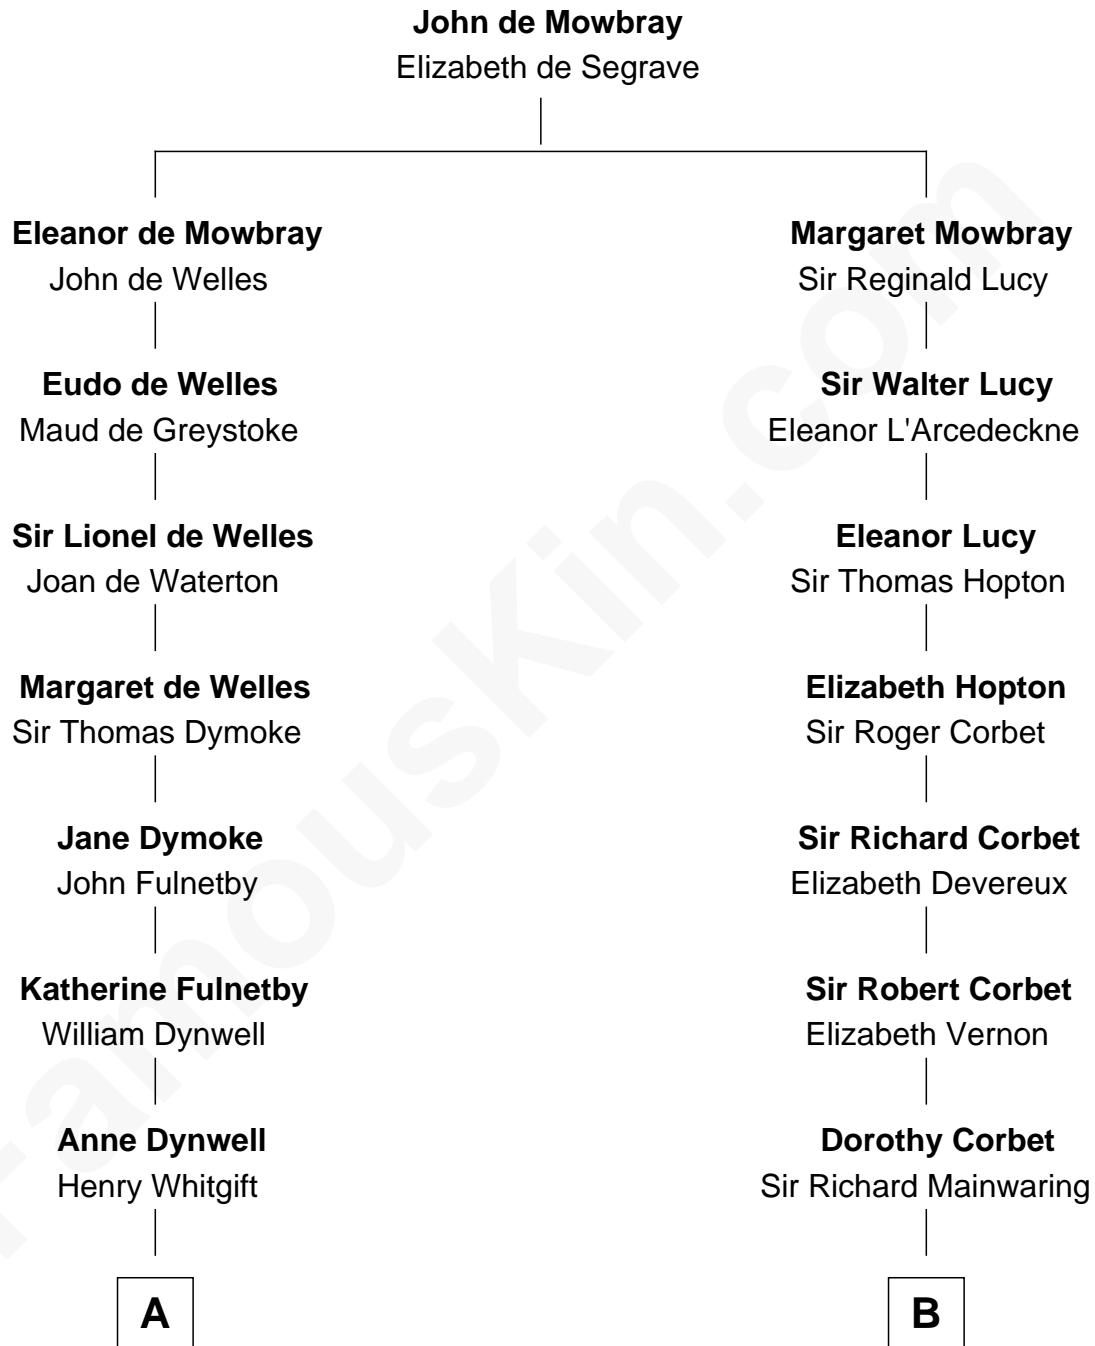 John de Mowbray
Elizabeth de Segrave
Eleanor de Mowbray
John de Welles
Eudo de Welles
Maud de Greystoke
Sir Lionel de Welles
Joan de Waterton
Margaret de Welles
Sir Thomas Dymoke
Jane Dymoke
John Fulnetby
Katherine Fulnetby
William Dynwell
Anne Dynwell
Henry Whitgift
A
Margaret Mowbray
Sir Reginald Lucy
Sir Walter Lucy
Eleanor L'Arcedeckne
Eleanor Lucy
Sir Thomas Hopton
Elizabeth Hopton
Sir Roger Corbet
Sir Richard Corbet
Elizabeth Devereux
Sir Robert Corbet
Elizabeth Vernon
Dorothy Corbet
Sir Richard Mainwaring
B
FamousKin.com